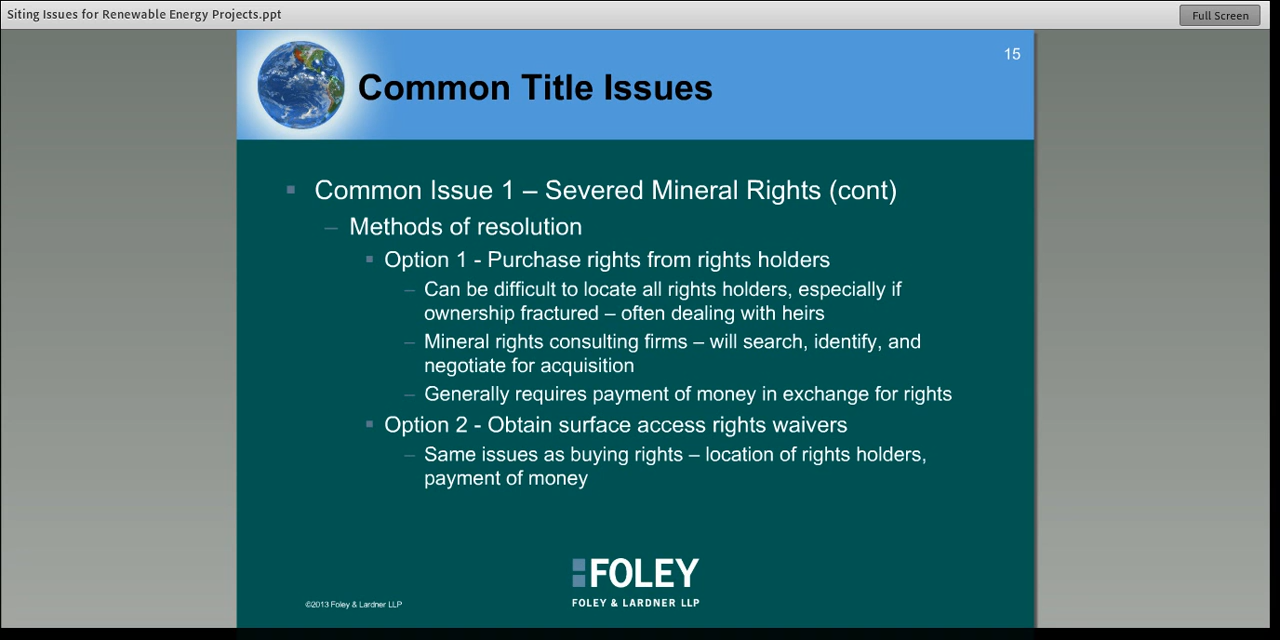 Siting Issues for Renewable Energy Projects.ppt
Full Screen
15
Common Title Issues
Common Issue 1 – Severed Mineral Rights (cont)
– Methods of resolution
Option 1 - Purchase rights from rights holders
– Can be difficult to locate all rights holders, especially if
ownership fractured – often dealing with heirs
– Mineral rights consulting firms – will search, identify, and
negotiate for acquisition
– Generally requires payment of money in exchange for rights
Option 2 - Obtain surface access rights waivers
– Same issues as buying rights – location of rights holders,
payment of money
FOLEY
FOLEY & LARDNER LLP
©2013 Foley & Lardner LLP